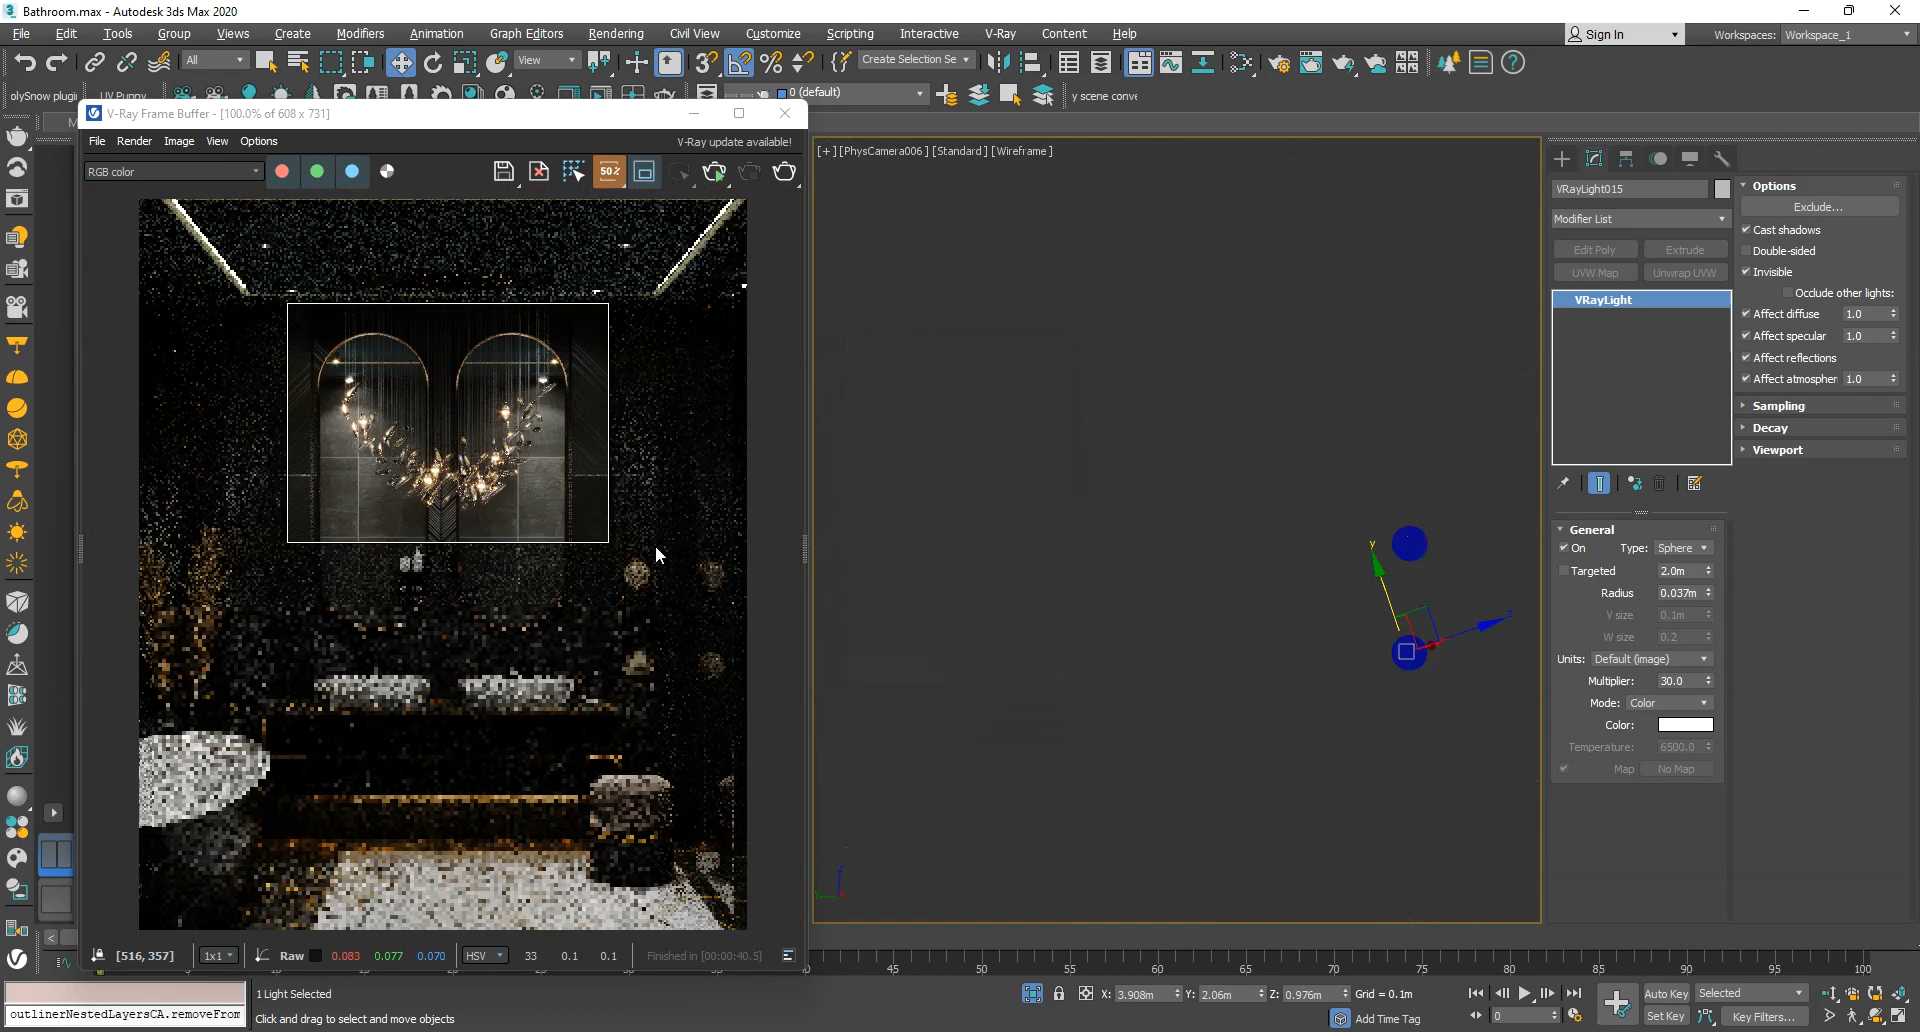 Bathroom.max - Autodesk 3ds Max 2020
File Edit Tools Group Views Create Modifiers Animation Graph Editors Rendering Civil View Customize Scripting Interactive V-Ray Content Help
Sign In
Workspaces: Workspace_1
All
View
Create Selection Se
olySnow plugi
UV Puppy
0 (default)
y scene conve
V-Ray Frame Buffer - [100.0% of 608 x 731]
File Render Image View Options
V-Ray update available!
RGB color
50%
[+] [PhysCamera006] [Standard] [Wireframe]
VRayLight015
Modifier List
Edit Poly Extrude
UVW Map Unwrap UVW
VRayLight
Options
Exclude...
Cast shadows
Double-sided
Invisible
Occlude other lights:
Affect diffuse 1.0
Affect specular 1.0
Affect reflections
Affect atmospher 1.0
Sampling
Decay
Viewport
General
On Type: Sphere
Targeted 2.0m
Radius 0.037m
V size 0.1m
W size 0.2
Units: Default (image)
Multiplier: 30.0
Mode: Color
Color:
Temperature: 6500.0
Map No Map
y
z
[516, 357] 1x1 Raw 0.083 0.077 0.070 HSV 33 0.1 0.1 Finished in [00:00:40.5]
45 50 55 60 65 70 75 80 85 90 95 100
1 Light Selected
X: 3.908m Y: 2.06m Z: 0.976m Grid = 0.1m
Auto Key Selected
outlinerNestedLayersCA.removeFrom
Click and drag to select and move objects
Add Time Tag
0
Set Key Key Filters...